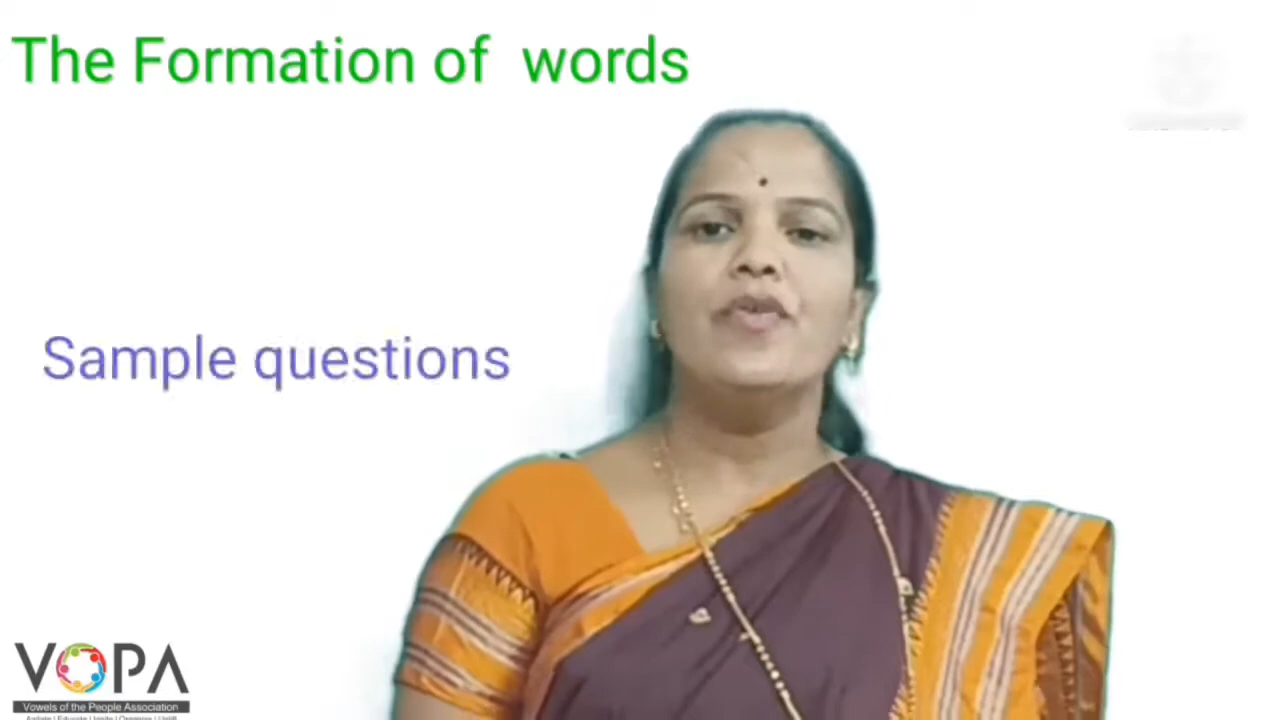 The Formation of words
Sample questions
VOPA
Vowels of the People Association